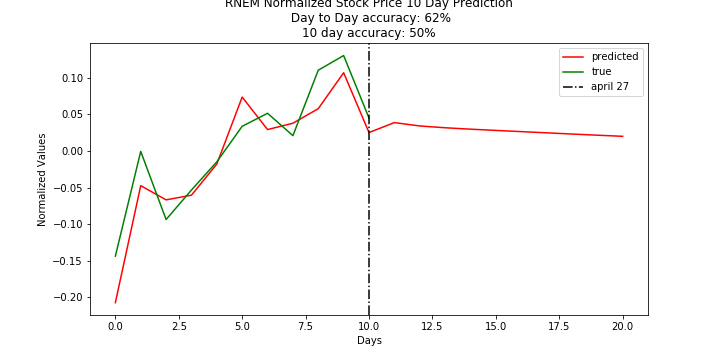 RNEM Normalized Stock Price 10 Day Prediction
Day to Day accuracy: 62%
10 day accuracy: 50%
predicted
true
april 27
Normalized Values
0.10
0.05
0.00
−0.05
−0.10
−0.15
−0.20
0.0 2.5 5.0 7.5 10.0 12.5 15.0 17.5 20.0
Days